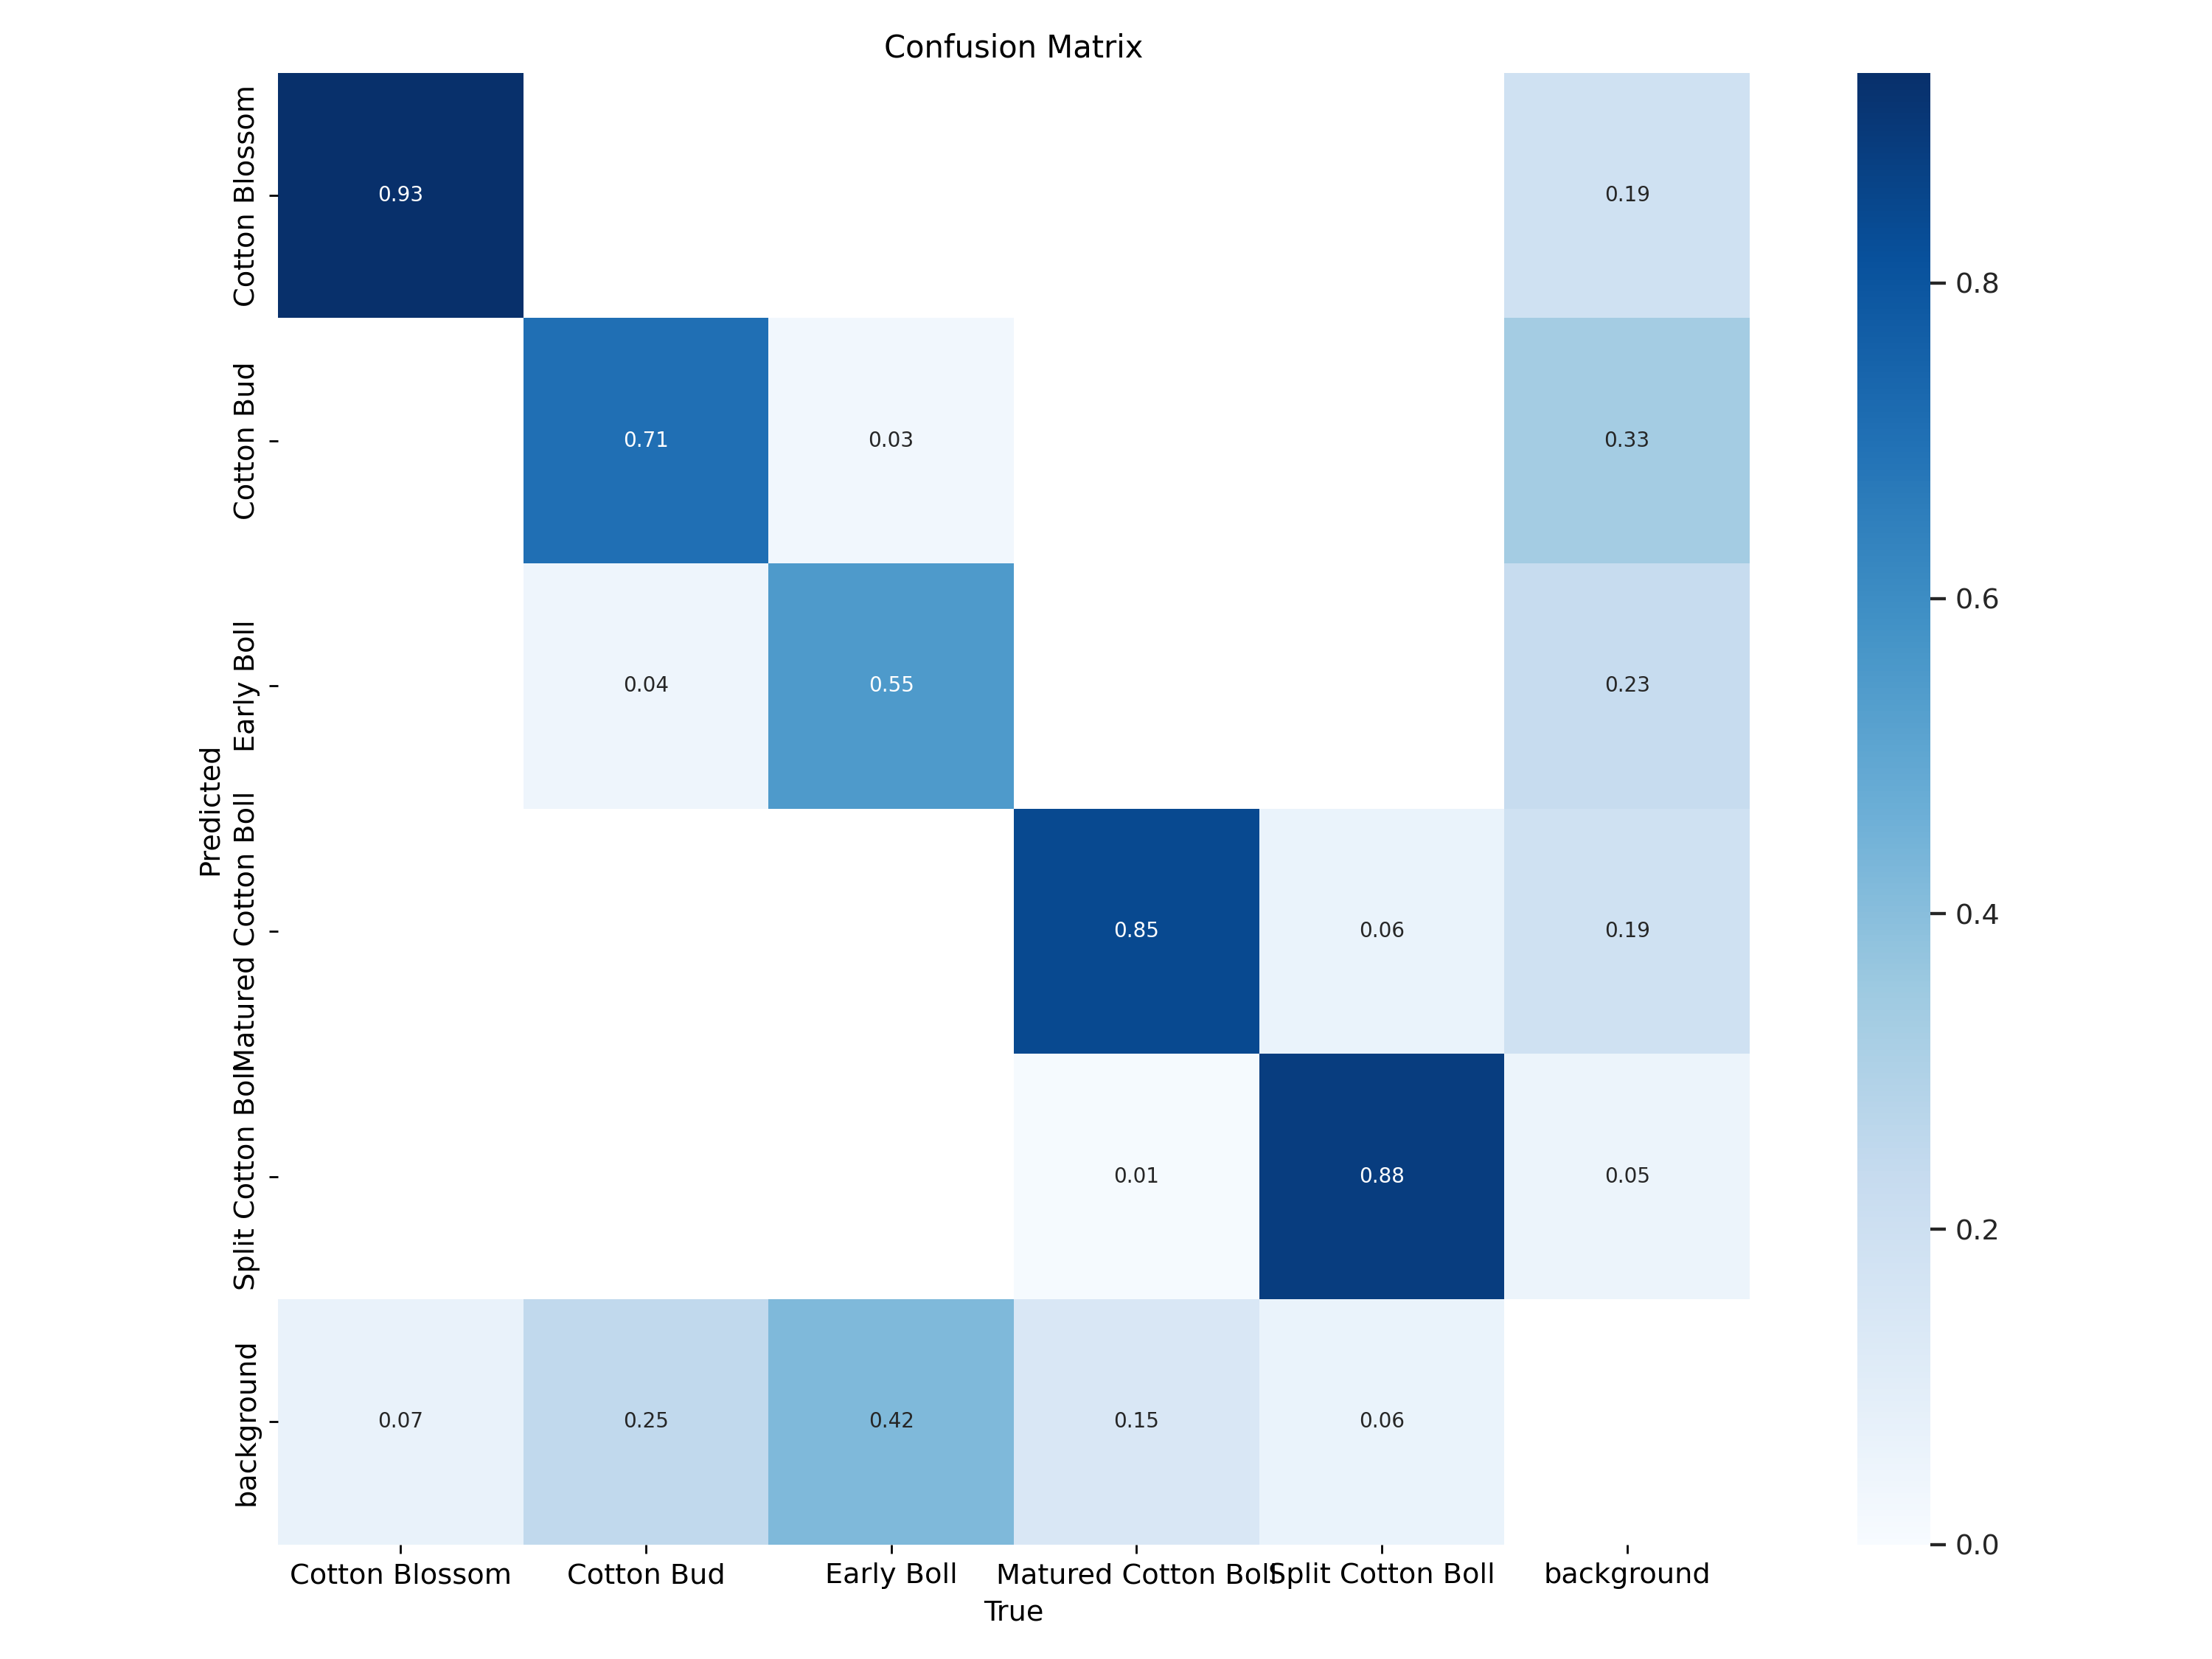 Confusion Matrix
Cotton Blossom
0.93
0.19
0.8
Cotton Bud
0.71
0.03
0.33
0.6
Early Boll
0.04
0.55
0.23
Predicted
0.4
Matured Cotton Boll
0.85
0.06
0.19
Split Cotton Boll
0.01
0.88
0.05
0.2
background
0.07
0.25
0.42
0.15
0.06
0.0
Cotton Blossom
Cotton Bud
Early Boll
Matured Cotton Boll
Split Cotton Boll
background
True